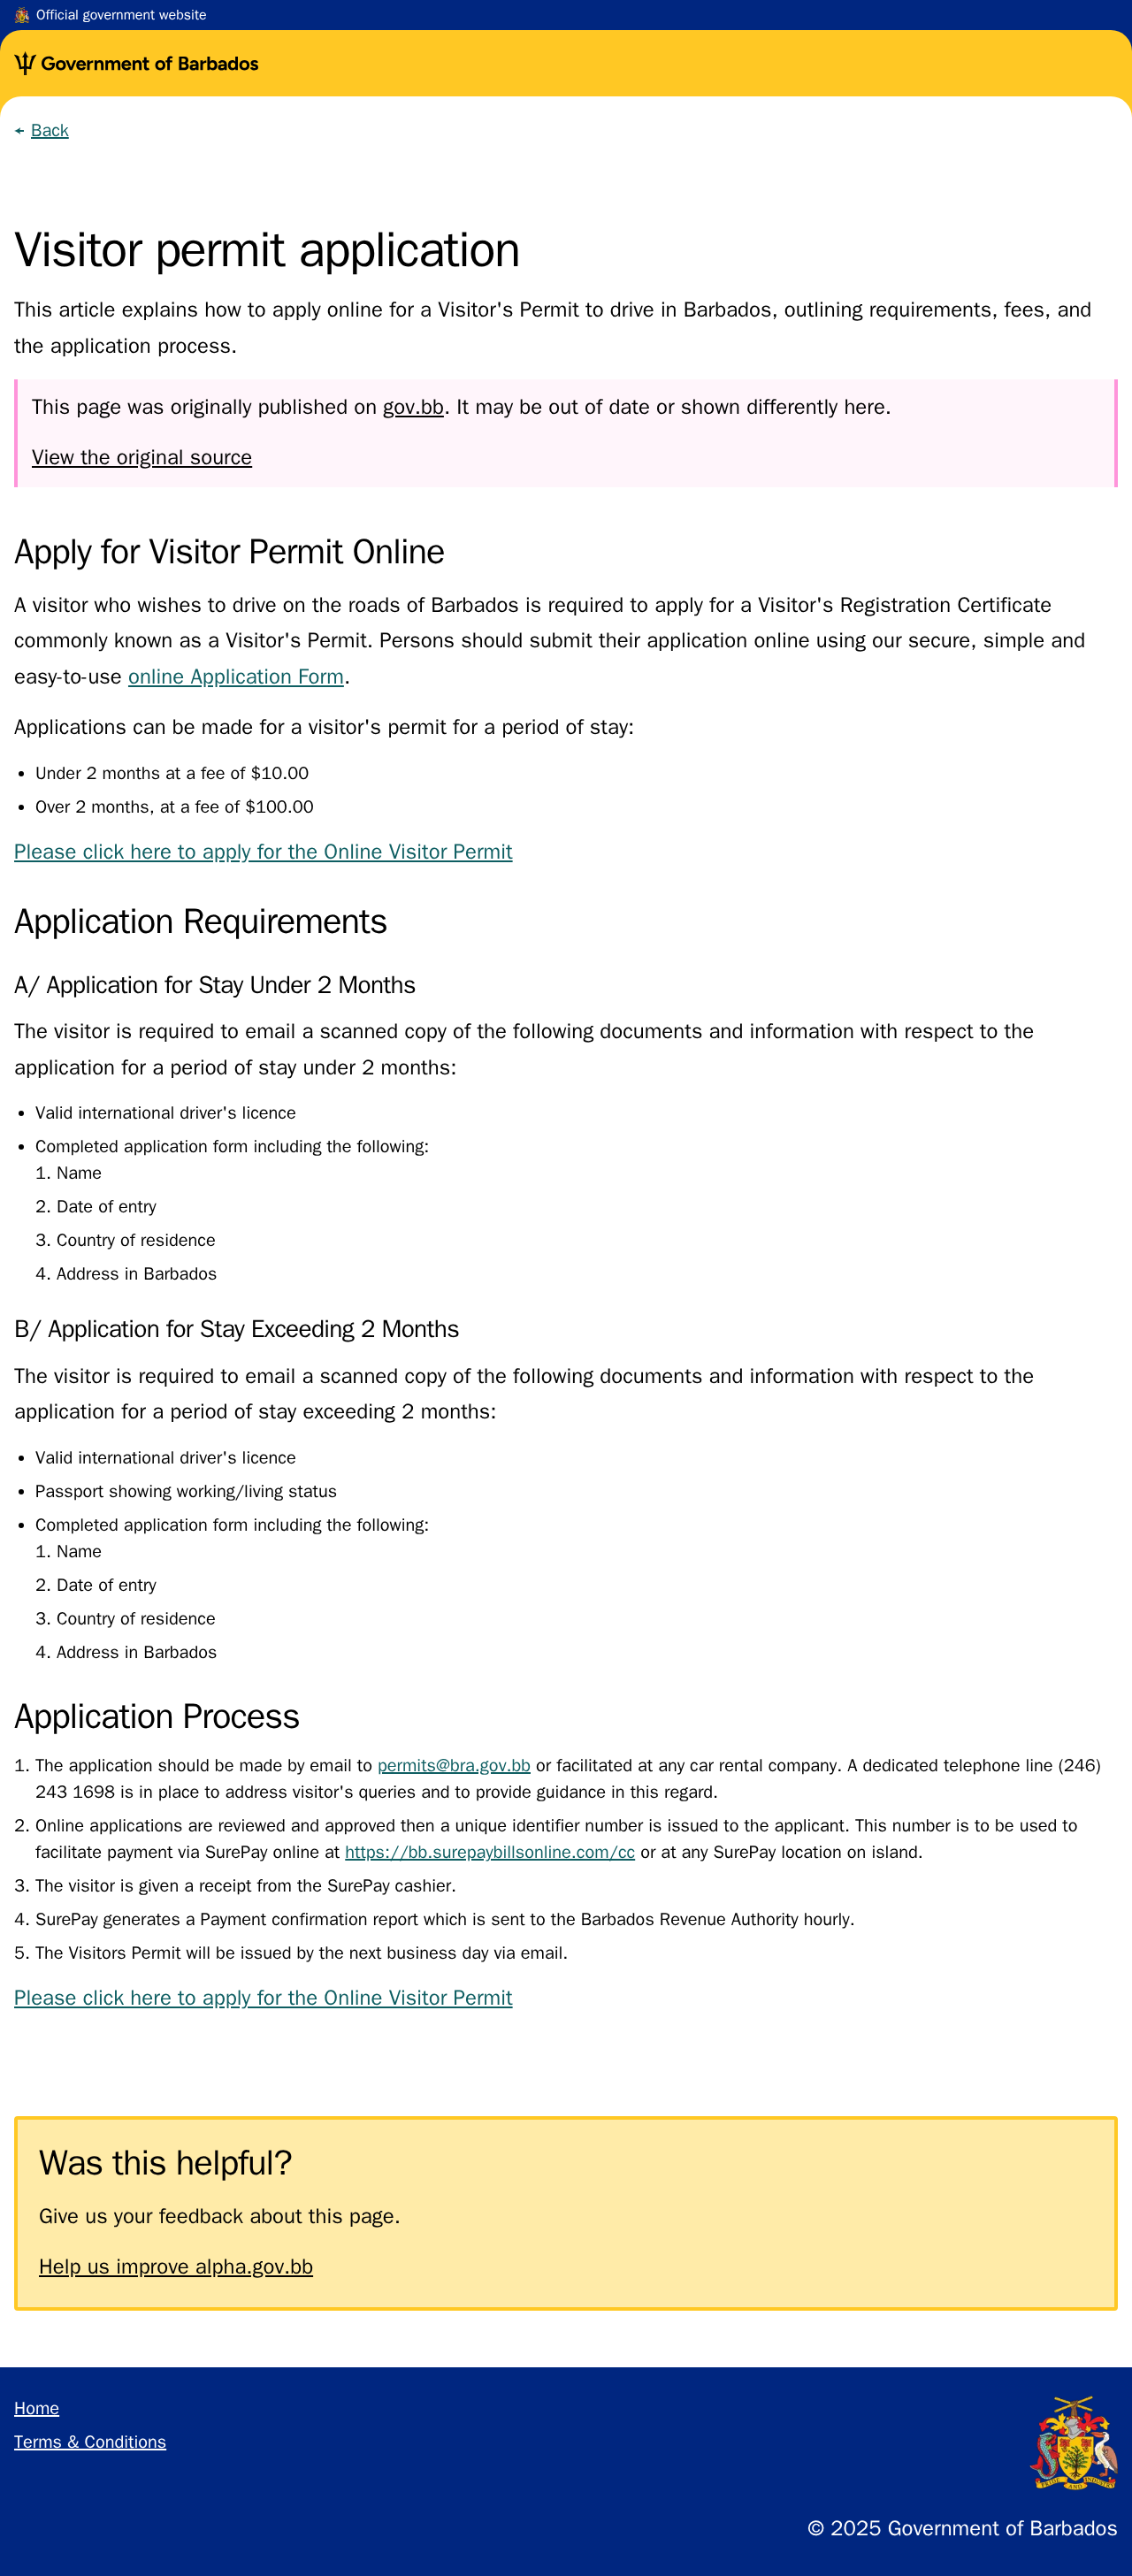 Official government website
Government of Barbados
← Back
Visitor permit application
This article explains how to apply online for a Visitor's Permit to drive in Barbados, outlining requirements, fees, and
the application process.
This page was originally published on gov.bb. It may be out of date or shown differently here.
View the original source
Apply for Visitor Permit Online
A visitor who wishes to drive on the roads of Barbados is required to apply for a Visitor's Registration Certificate
commonly known as a Visitor's Permit. Persons should submit their application online using our secure, simple and
easy-to-use online Application Form.
Applications can be made for a visitor's permit for a period of stay:
• Under 2 months at a fee of $10.00
• Over 2 months, at a fee of $100.00
Please click here to apply for the Online Visitor Permit
Application Requirements
A/ Application for Stay Under 2 Months
The visitor is required to email a scanned copy of the following documents and information with respect to the
application for a period of stay under 2 months:
• Valid international driver's licence
• Completed application form including the following:
1. Name
2. Date of entry
3. Country of residence
4. Address in Barbados
B/ Application for Stay Exceeding 2 Months
The visitor is required to email a scanned copy of the following documents and information with respect to the
application for a period of stay exceeding 2 months:
• Valid international driver's licence
• Passport showing working/living status
• Completed application form including the following:
1. Name
2. Date of entry
3. Country of residence
4. Address in Barbados
Application Process
1. The application should be made by email to permits@bra.gov.bb or facilitated at any car rental company. A dedicated telephone line (246)
243 1698 is in place to address visitor's queries and to provide guidance in this regard.
2. Online applications are reviewed and approved then a unique identifier number is issued to the applicant. This number is to be used to
facilitate payment via SurePay online at https://bb.surepaybillsonline.com/cc or at any SurePay location on island.
3. The visitor is given a receipt from the SurePay cashier.
4. SurePay generates a Payment confirmation report which is sent to the Barbados Revenue Authority hourly.
5. The Visitors Permit will be issued by the next business day via email.
Please click here to apply for the Online Visitor Permit
Was this helpful?
Give us your feedback about this page.
Help us improve alpha.gov.bb
Home
Terms & Conditions
PRIDE AND INDUSTRY
© 2025 Government of Barbados